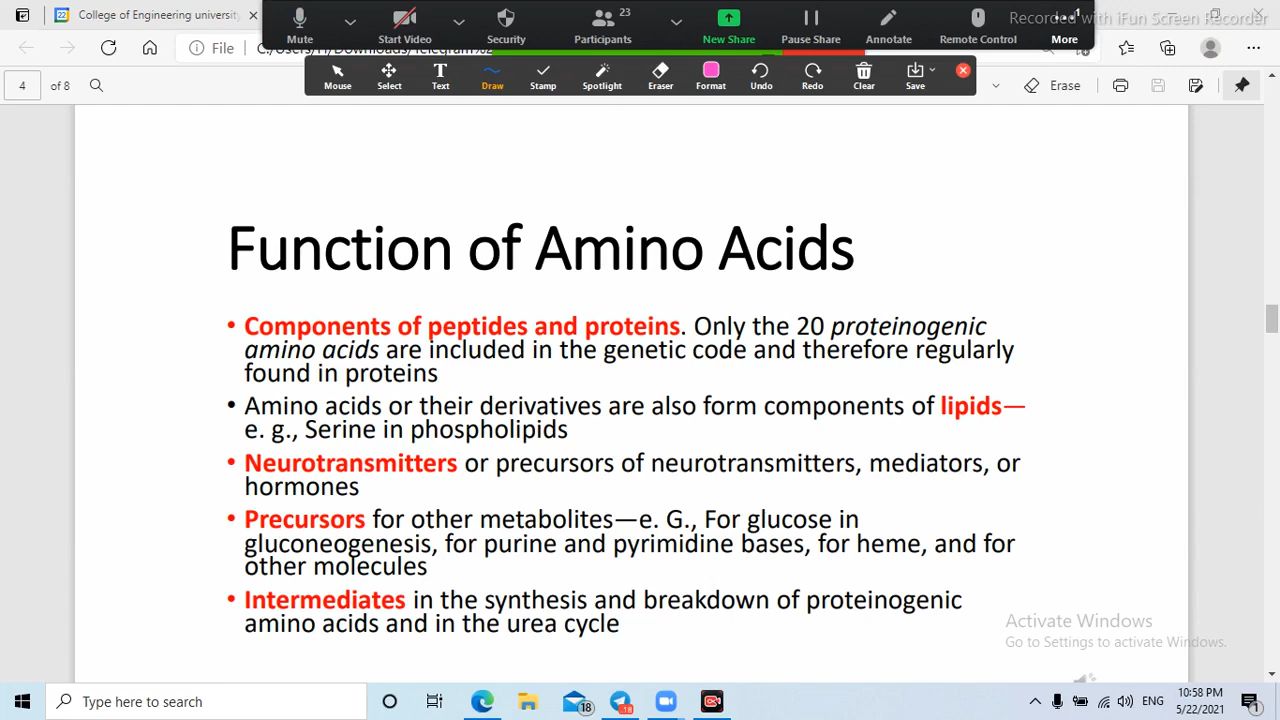 College of Engineering university
22
23
Mute
Start Video
Security
Participants
New Share
Pause Share
Annotate
Remote Control
More
Recorded with iFun Screen Recorder
File
Mouse
Select
Text
Draw
Stamp
Spotlight
Eraser
Format
Undo
Redo
Clear
Save
4 of 8
Erase
Function of Amino Acids
• Components of peptides and proteins. Only the 20 proteinogenic
amino acids are included in the genetic code and therefore regularly
found in proteins
• Amino acids or their derivatives are also form components of lipids—
e. g., Serine in phospholipids
• Neurotransmitters or precursors of neurotransmitters, mediators, or
hormones
• Precursors for other metabolites—e. G., For glucose in
gluconeogenesis, for purine and pyrimidine bases, for heme, and for
other molecules
• Intermediates in the synthesis and breakdown of proteinogenic
amino acids and in the urea cycle
Activate Windows
Go to Settings to activate Windows.
Type here to search
18
.18
10:58 PM
5/22/2021
1